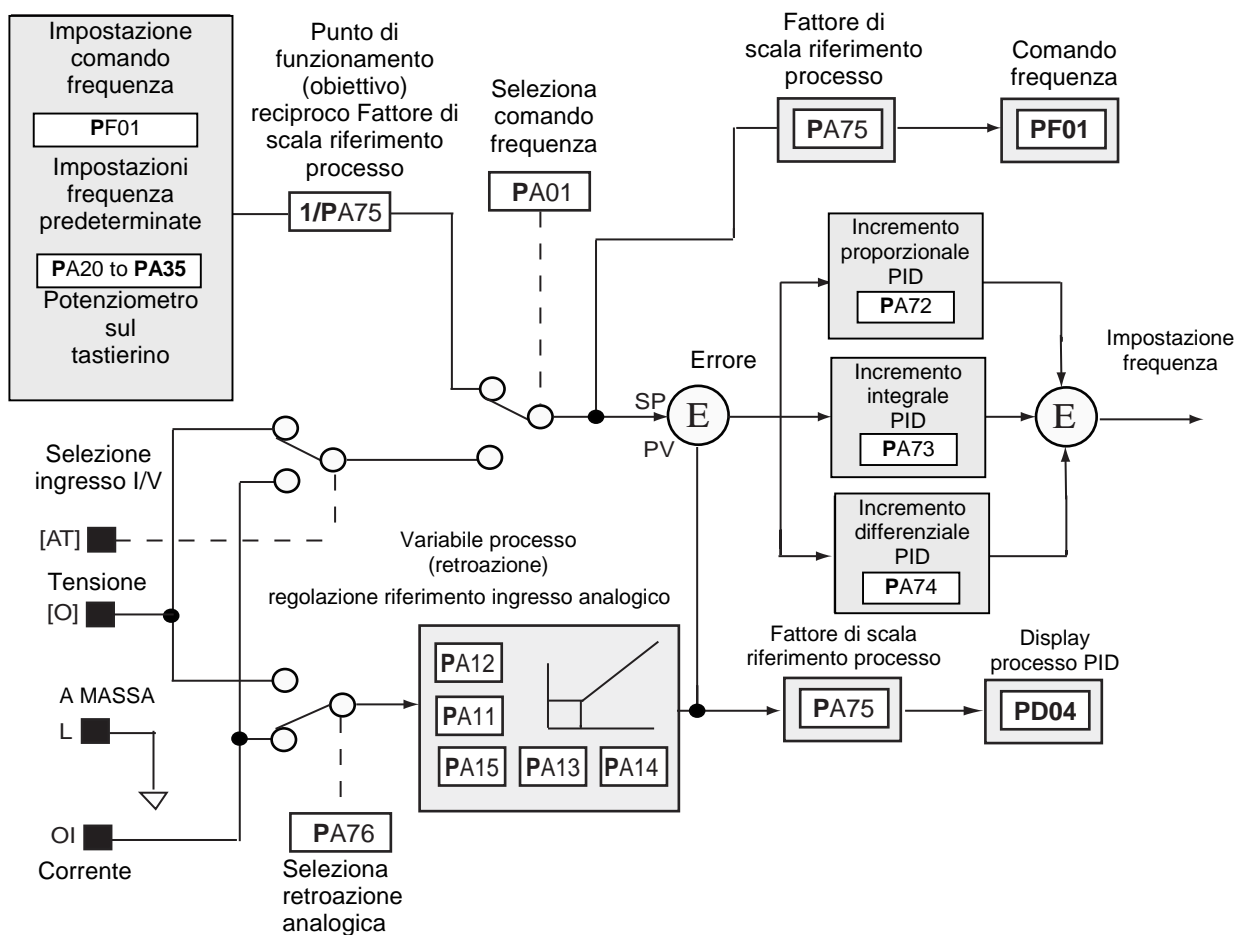 Impostazione
comando
frequenza
PF01
Impostazioni
frequenza
predeterminate
PA20 to PA35
Potenziometro
sul
tastierino
Punto di
funzionamento
(obiettivo)
reciproco Fattore di
scala riferimento
processo
1/PA75
Seleziona
comando
frequenza
PA01
Fattore di
scala riferimento
processo
PA75
Comando
frequenza
PF01
Incremento
proporzionale
PID
PA72
Incremento
integrale
PID
PA73
Incremento
differenziale
PID
PA74
Errore
SP
PV
E
E
Impostazione
frequenza
Selezione
ingresso I/V
[AT]
Tensione
[O]
A MASSA
L
OI
Corrente
Variabile processo
(retroazione)
regolazione riferimento ingresso analogico
PA12
PA11
PA15
PA13
PA14
PA76
Seleziona
retroazione
analogica
Fattore di scala
riferimento processo
PA75
Display
processo PID
PD04